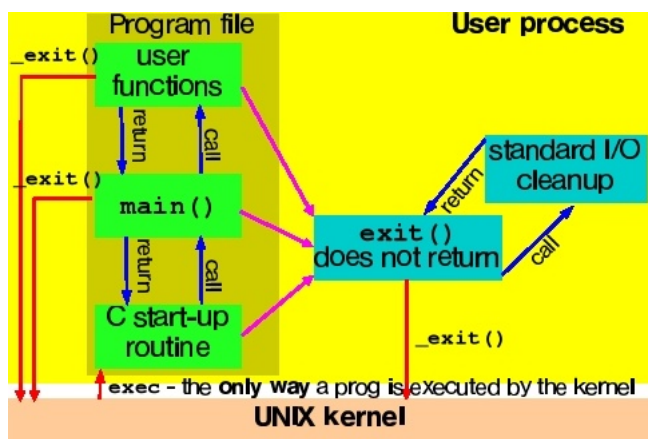 Program file
User process
_exit()
user
functions
return
call
standard I/O
cleanup
_exit()
main()
return
exit()
does not return
call
return
call
C start-up
routine
_exit()
exec - the only way a prog is executed by the kernel
UNIX kernel